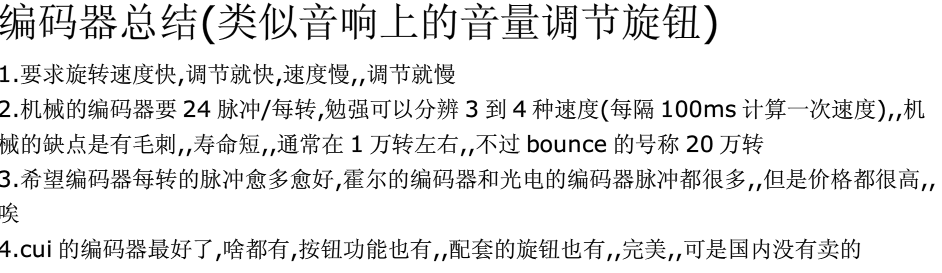 编码器总结(类似音响上的音量调节旋钮)
1.要求旋转速度快,调节就快,速度慢,,调节就慢
2.机械的编码器要 24 脉冲/每转,勉强可以分辨 3 到 4 种速度(每隔 100ms 计算一次速度),,机
械的缺点是有毛刺,,寿命短,,通常在 1 万转左右,,不过 bounce 的号称 20 万转
3.希望编码器每转的脉冲愈多愈好,霍尔的编码器和光电的编码器脉冲都很多,,但是价格都很高,,
唉
4.cui 的编码器最好了,啥都有,按钮功能也有,,配套的旋钮也有,,完美,,可是国内没有卖的